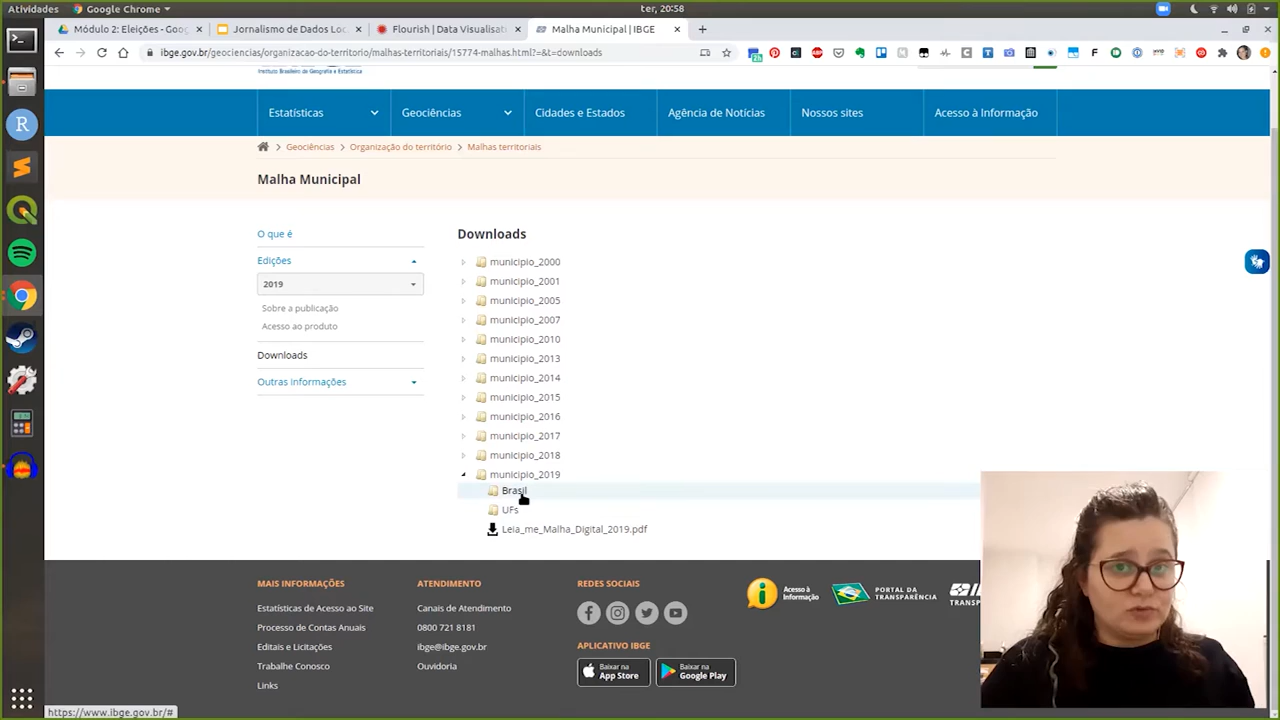 Atividades
Google Chrome
ter, 20:58
Módulo 2: Eleições - Goo
Jornalismo de Dados Loc
Flourish | Data Visualisat
Malha Municipal | IBGE
ibge.gov.br/geociencias/organizacao-do-territorio/malhas-territoriais/15774-malhas.html?=&t=downloads
Instituto Brasileiro de Geografia e Estatística
Estatísticas
Geociências
Cidades e Estados
Agência de Notícias
Nossos sites
Acesso à Informação
Geociências
Organização do território
Malhas territoriais
Malha Municipal
O que é
Edições
2019
Sobre a publicação
Acesso ao produto
Downloads
Outras informações
Downloads
municipio_2000
municipio_2001
municipio_2005
municipio_2007
municipio_2010
municipio_2013
municipio_2014
municipio_2015
municipio_2016
municipio_2017
municipio_2018
municipio_2019
Brasil
UFs
Leia_me_Malha_Digital_2019.pdf
MAIS INFORMAÇÕES
Estatísticas de Acesso ao Site
Processo de Contas Anuais
Editais e Licitações
Trabalhe Conosco
Links
ATENDIMENTO
Canais de Atendimento
0800 721 8181
ibge@ibge.gov.br
Ouvidoria
REDES SOCIAIS
APLICATIVO IBGE
Baixar na
App Store
Baixar na
Google Play
Acesso à
Informação
PORTAL DA
TRANSPARÊNCIA
TRANSP
https://www.ibge.gov.br/#